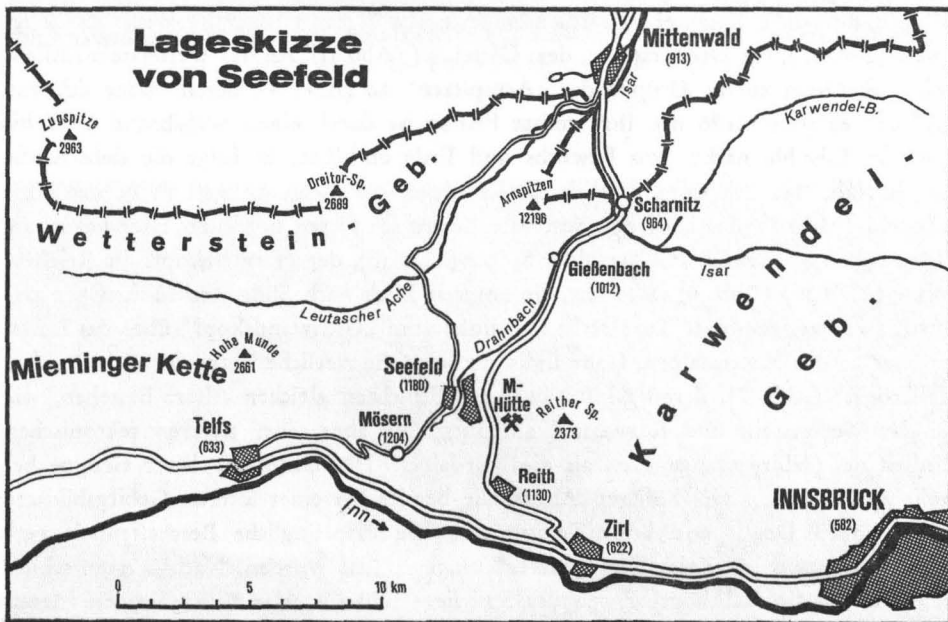 Lageskizze
von Seefeld
Mittenwald
(913)
Isar
Zugspitze
2963
Karwendel-B.
Dreitor-Sp.
2689
Geb.
Arnspitzen
12196
Scharnitz
(964)
Wetterstein
Gießenbach
(1012)
Isar
Leutascher Ache
Karwendel-
Geb.
Dranbach
Mieminger Kette
Hohe Munde
2661
Seefeld
(1180)
M-
Hütte
Reither Sp.
2373
Telfs
(633)
Mösern
(1204)
Reith
(1130)
INNSBRUCK
(582)
Inn
Zirl
(622)
10 5 10 km